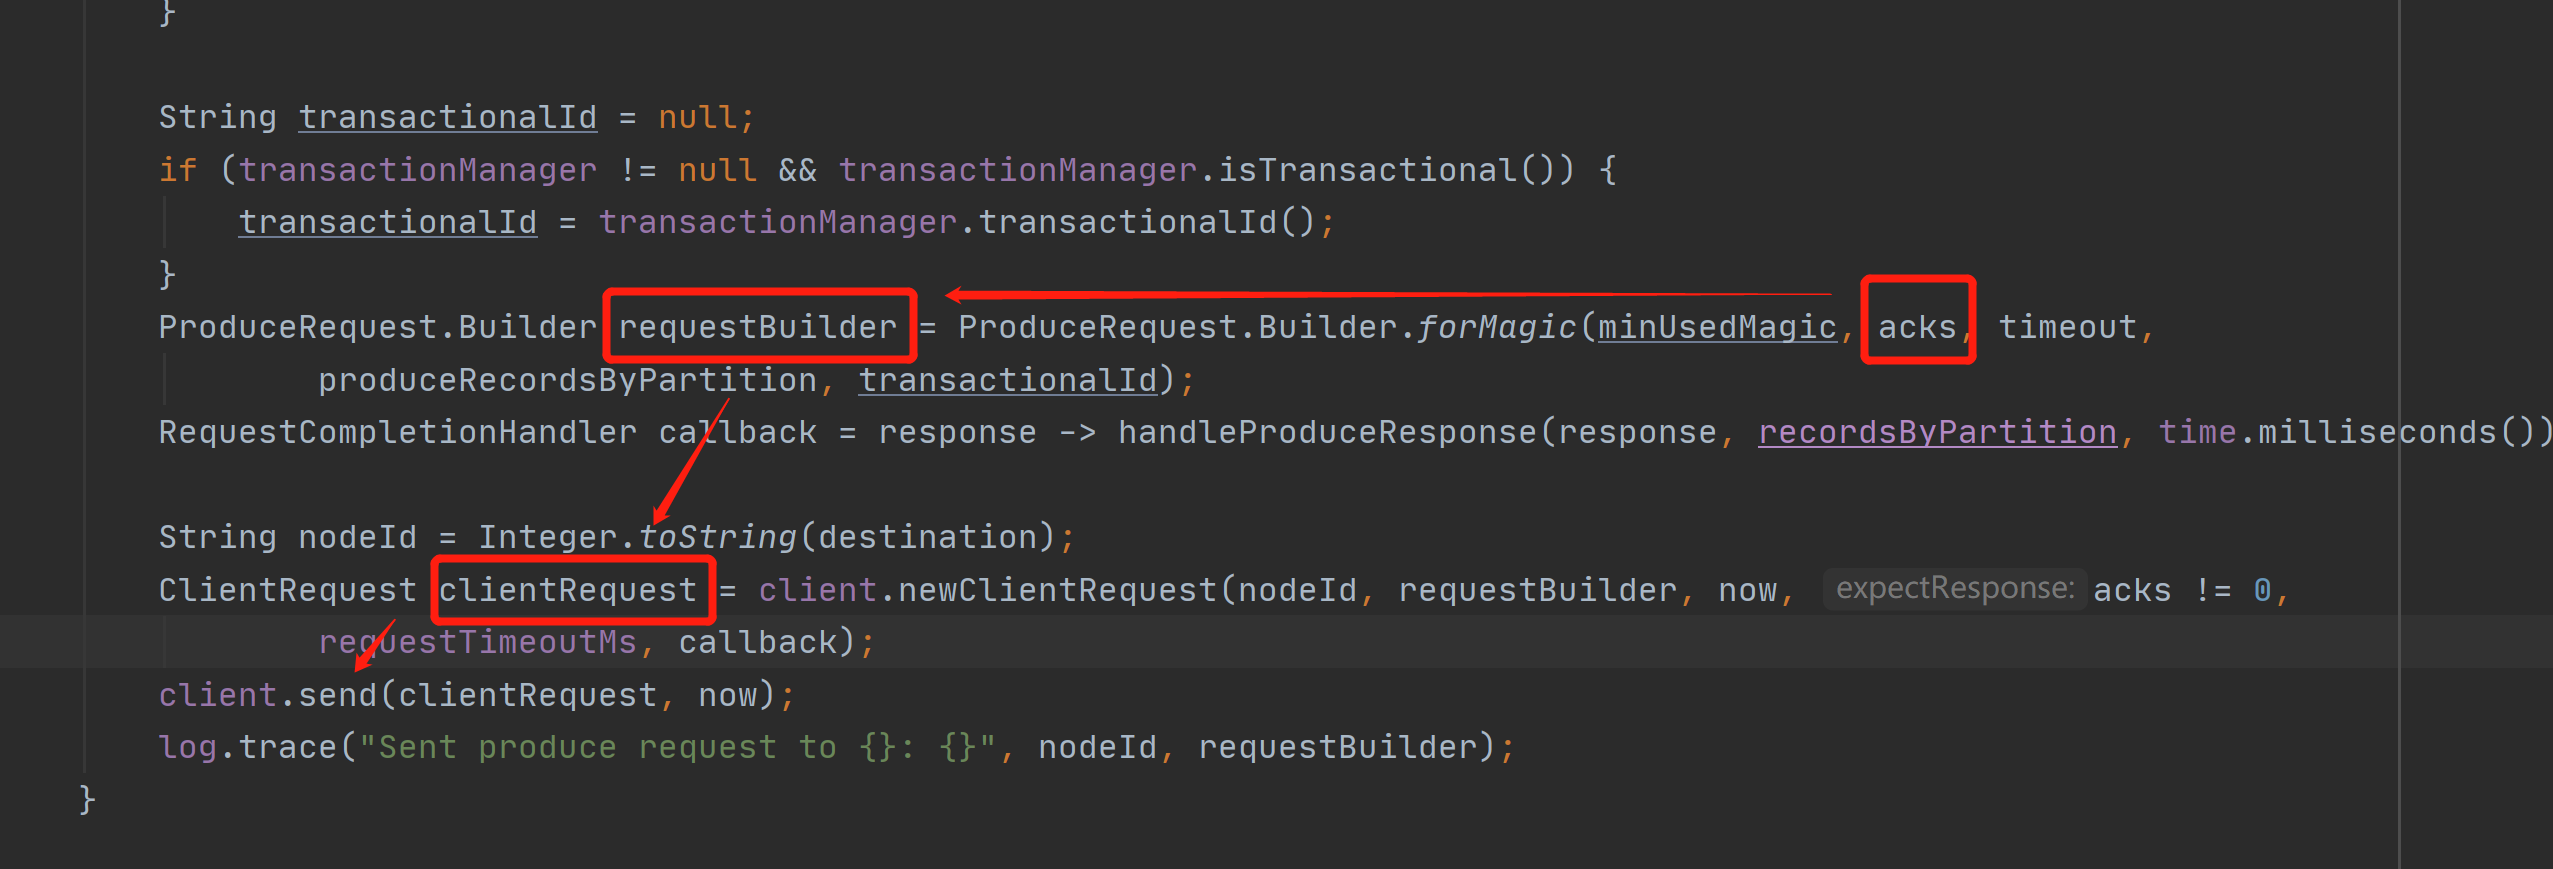 }
String transactionalId = null;
if (transactionManager != null && transactionManager.isTransactional()) {
transactionalId = transactionManager.transactionalId();
}
ProduceRequest.Builder requestBuilder = ProduceRequest.Builder.forMagic(minUsedMagic, acks, timeout,
produceRecordsByPartition, transactionalId);
RequestCompletionHandler callback = response -> handleProduceResponse(response, recordsByPartition, time.milliseconds())
String nodeId = Integer.toString(destination);
ClientRequest clientRequest = client.newClientRequest(nodeId, requestBuilder, now, expectResponse: acks != 0,
requestTimeoutMs, callback);
client.send(clientRequest, now);
log.trace("Sent produce request to {}: {}", nodeId, requestBuilder);
}